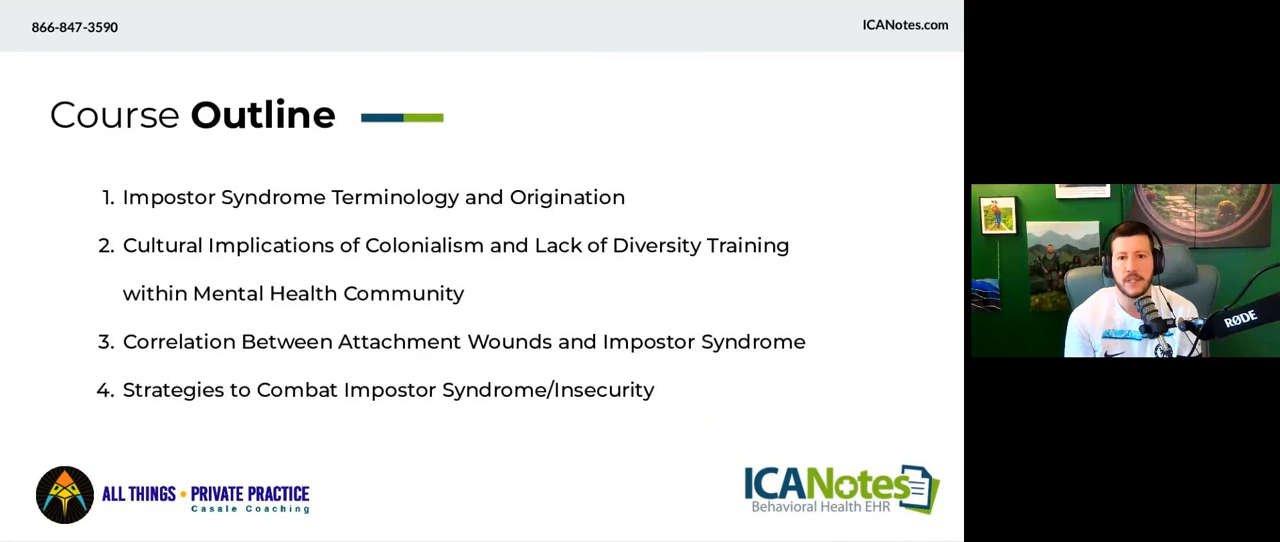 866-847-3590
ICANotes.com
Course Outline
1. Impostor Syndrome Terminology and Origination
2. Cultural Implications of Colonialism and Lack of Diversity Training
within Mental Health Community
3. Correlation Between Attachment Wounds and Impostor Syndrome
4. Strategies to Combat Impostor Syndrome/Insecurity
RØDE
ALL THINGS • PRIVATE PRACTICE
Casale Coaching
ICANotes
Behavioral Health EHR